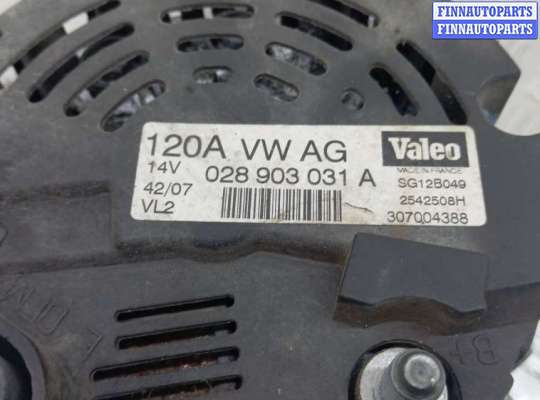 FINNAUTOPARTS
FINNAUTOPARTS
120A VW AG
14V
028 903 031 A
42/07
VL2
Valeo
MADE IN FRANCE
SG12B049
2542508H
307004388
B+